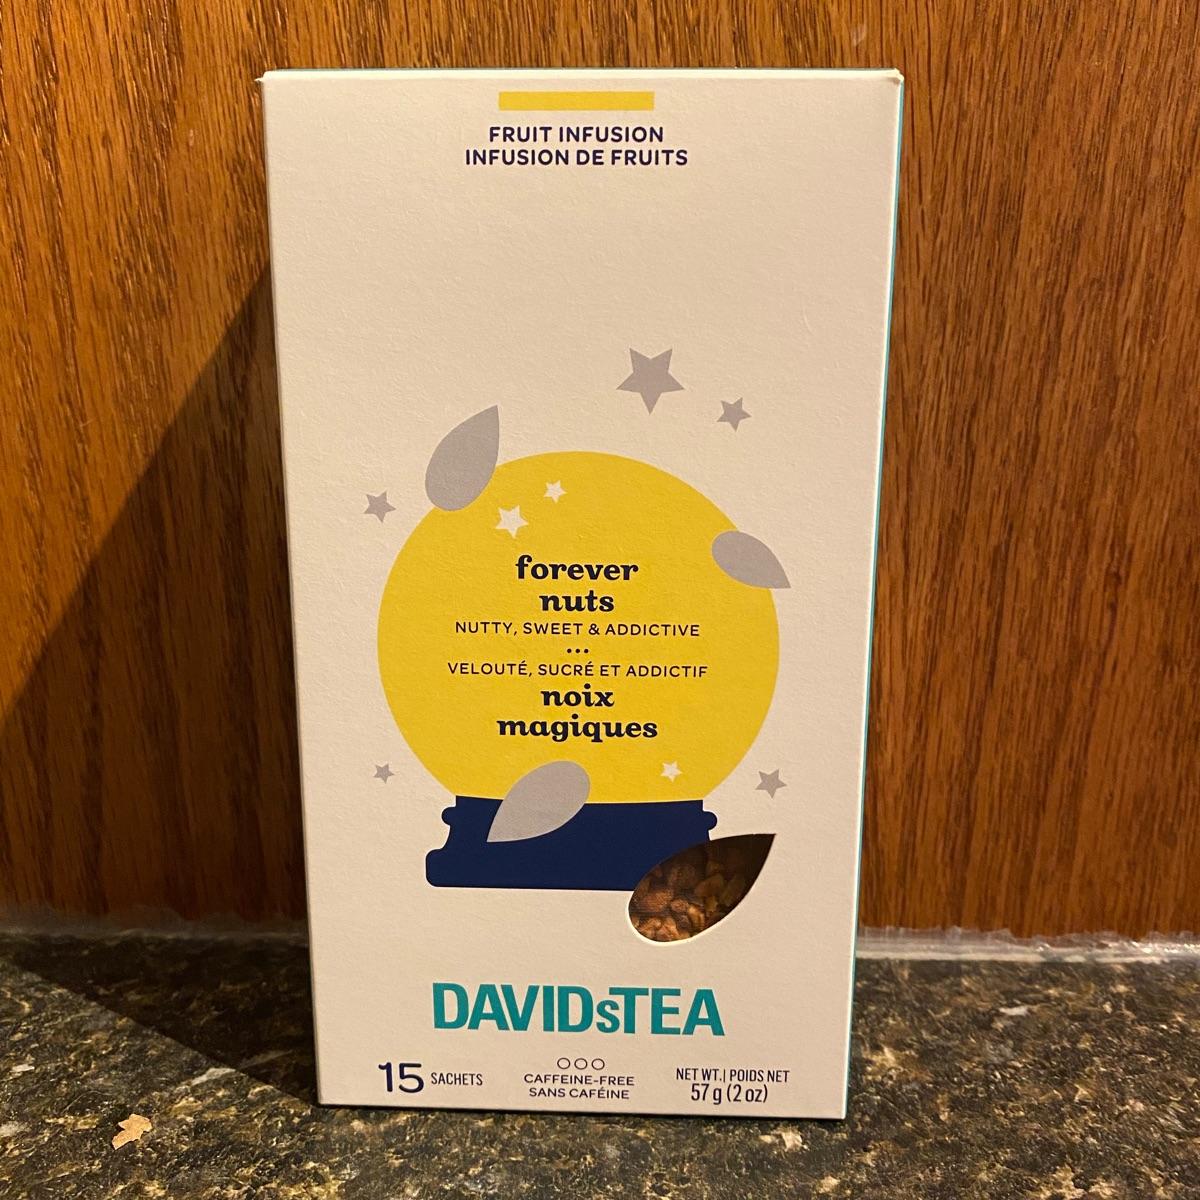 FRUIT INFUSION
INFUSION DE FRUITS
forever
nuts
NUTTY, SWEET & ADDICTIVE
...
VELOUTÉ, SUCRÉ ET ADDICTIF
noix
magiques
DAVIDsTEA
15 SACHETS
CAFFEINE-FREE
SANS CAFÉINE
NET WT. | POIDS NET
57 g (2 oz)